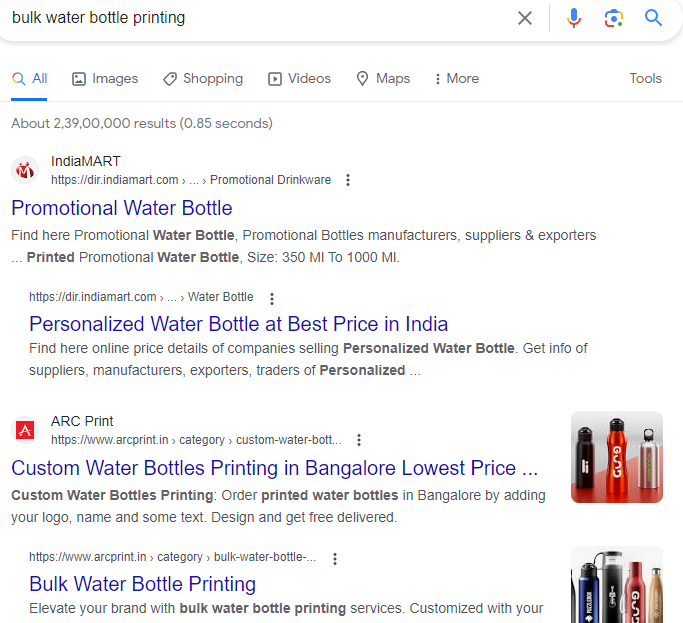 bulk water bottle printing
All Images Shopping Videos Maps More Tools
About 2,39,00,000 results (0.85 seconds)
IndiaMART
https://dir.indiamart.com › ... › Promotional Drinkware
Promotional Water Bottle
Find here Promotional Water Bottle, Promotional Bottles manufacturers, suppliers & exporters
... Printed Promotional Water Bottle, Size: 350 Ml To 1000 Ml.
https://dir.indiamart.com › ... › Water Bottle
Personalized Water Bottle at Best Price in India
Find here online price details of companies selling Personalized Water Bottle. Get info of
suppliers, manufacturers, exporters, traders of Personalized ...
ARC Print
https://www.arcprint.in › category › custom-water-bott...
Custom Water Bottles Printing in Bangalore Lowest Price ...
Custom Water Bottles Printing: Order printed water bottles in Bangalore by adding
your logo, name and some text. Design and get free delivered.
https://www.arcprint.in › category › bulk-water-bottle-...
Bulk Water Bottle Printing
Elevate your brand with bulk water bottle printing services. Customized with your